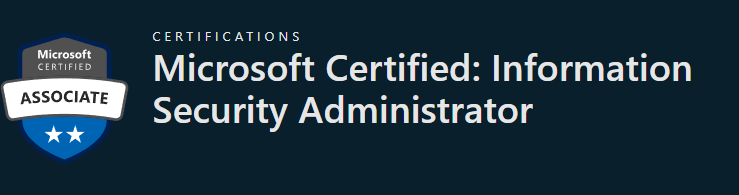 CERTIFICATIONS
Microsoft Certified: Information
Security Administrator
Microsoft
CERTIFIED
ASSOCIATE